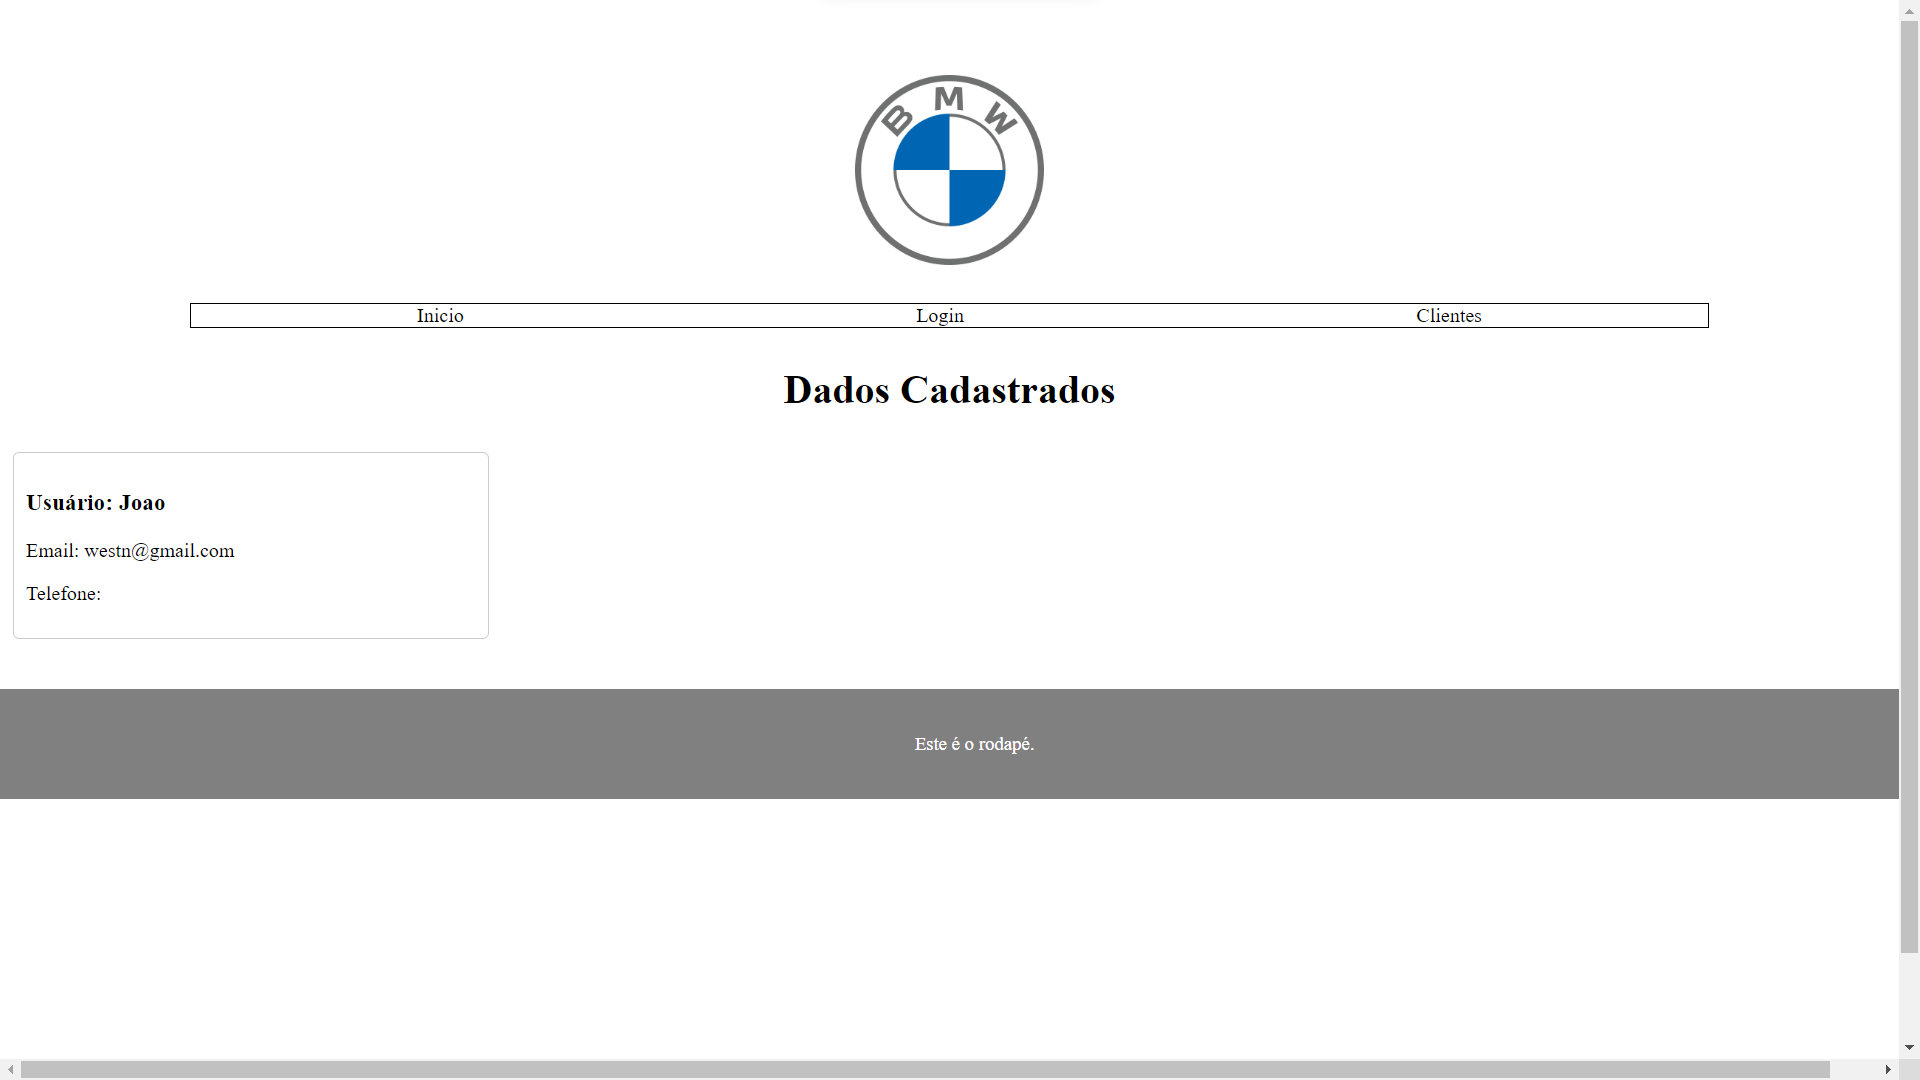 BMW
Inicio Login Clientes
Dados Cadastrados
Usuário: Joao
Email: westn@gmail.com
Telefone:
Este é o rodapé.